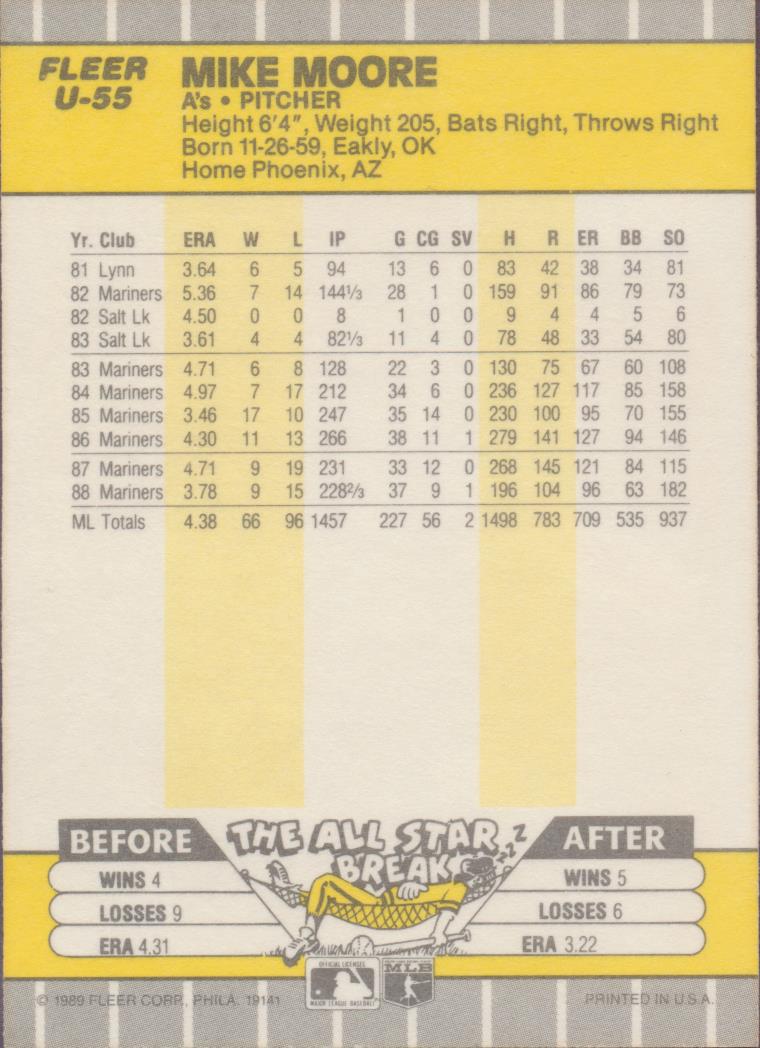 FLEER
U-55
MIKE MOORE
A's • PITCHER
Height 6'4", Weight 205, Bats Right, Throws Right
Born 11-26-59, Eakly, OK
Home Phoenix, AZ
Yr. Club ERA W L IP G CG SV H R ER BB SO
81 Lynn 3.64 6 5 94 13 6 0 83 42 38 34 81
82 Mariners 5.36 7 14 144⅓ 28 1 0 159 91 86 79 73
82 Salt Lk 4.50 0 0 8 1 0 0 9 4 4 5 6
83 Salt Lk 3.61 4 4 82⅓ 11 4 0 78 48 33 54 80
83 Mariners 4.71 6 8 128 22 3 0 130 75 67 60 108
84 Mariners 4.97 7 17 212 34 6 0 236 127 117 85 158
85 Mariners 3.46 17 10 247 35 14 0 230 100 95 70 155
86 Mariners 4.30 11 13 266 38 11 1 279 141 127 94 146
87 Mariners 4.71 9 19 231 33 12 0 268 145 121 84 115
88 Mariners 3.78 9 15 228⅔ 37 9 1 196 104 96 63 182
ML Totals 4.38 66 96 1457 227 56 2 1498 783 709 535 937
BEFORE THE ALL STAR BREAK ZZZ AFTER
WINS 4 WINS 5
LOSSES 9 LOSSES 6
ERA 4.31 ERA 3.22
OFFICIAL LICENSEE
MAJOR LEAGUE BASEBALL
MLB
© 1989 FLEER CORP., PHILA. 19141 PRINTED IN U.S.A.